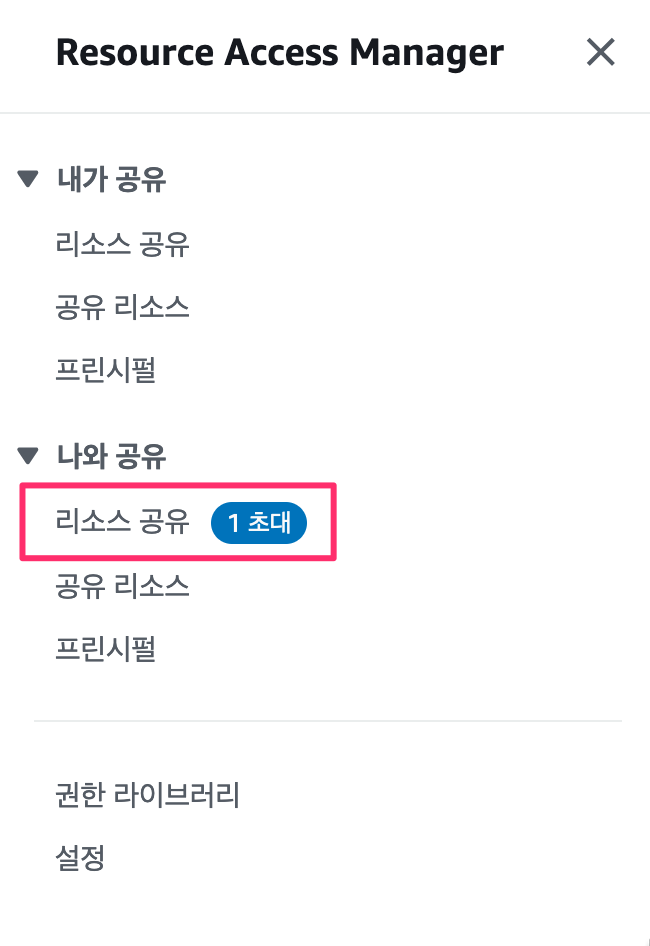 Resource Access Manager
내가 공유
리소스 공유
공유 리소스
프린시펄
나와 공유
리소스 공유 1 초대
공유 리소스
프린시펄
권한 라이브러리
설정